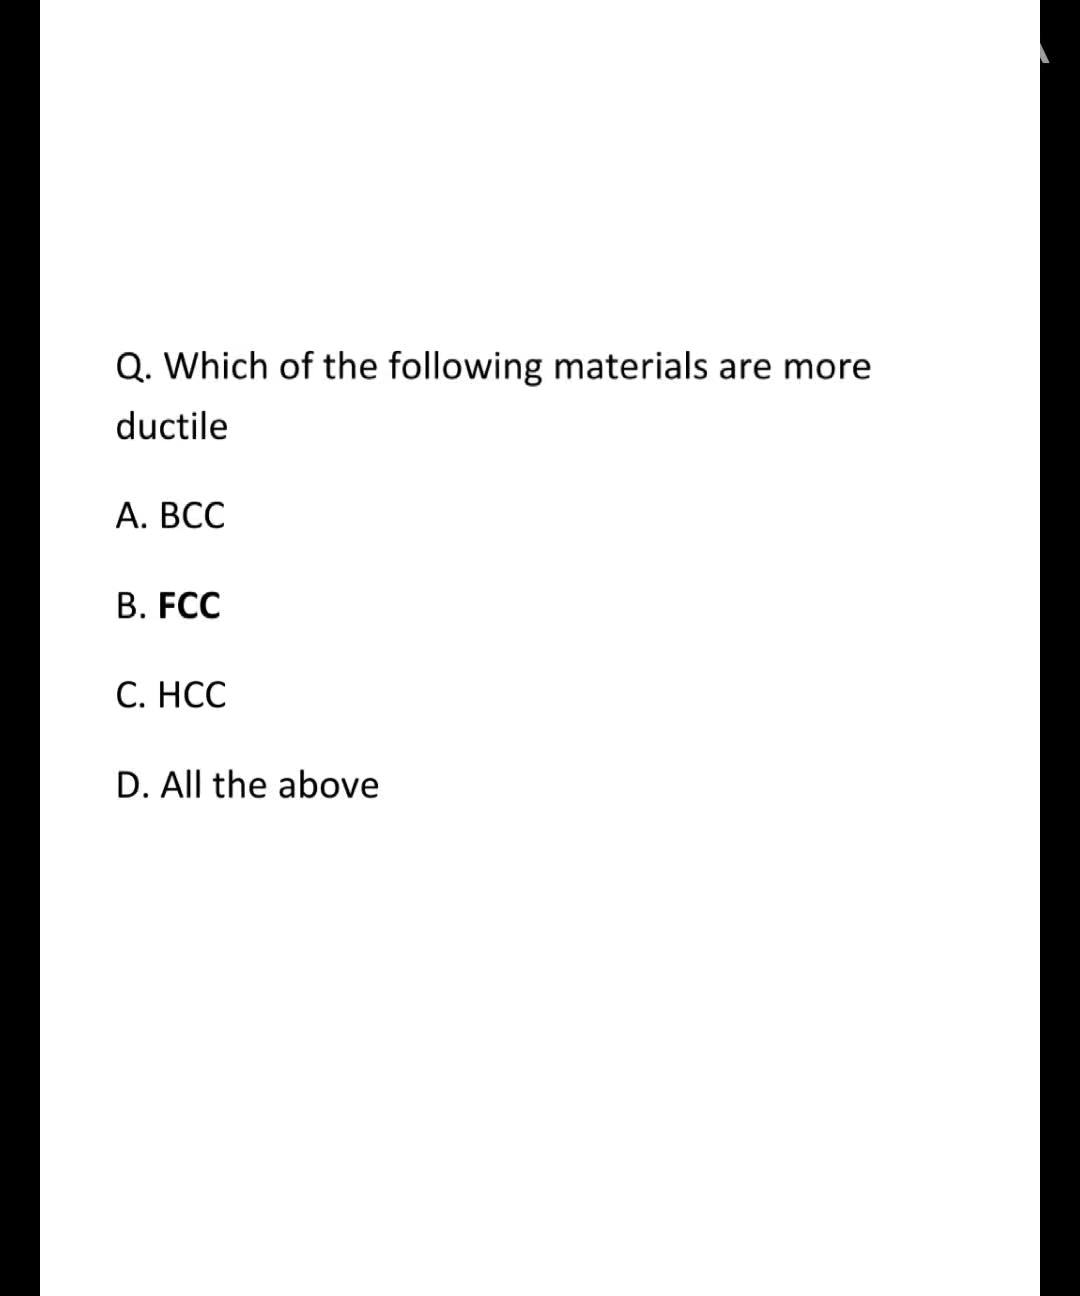 Q. Which of the following materials are more
ductile
A. BCC
B. FCC
C. HCC
D. All the above